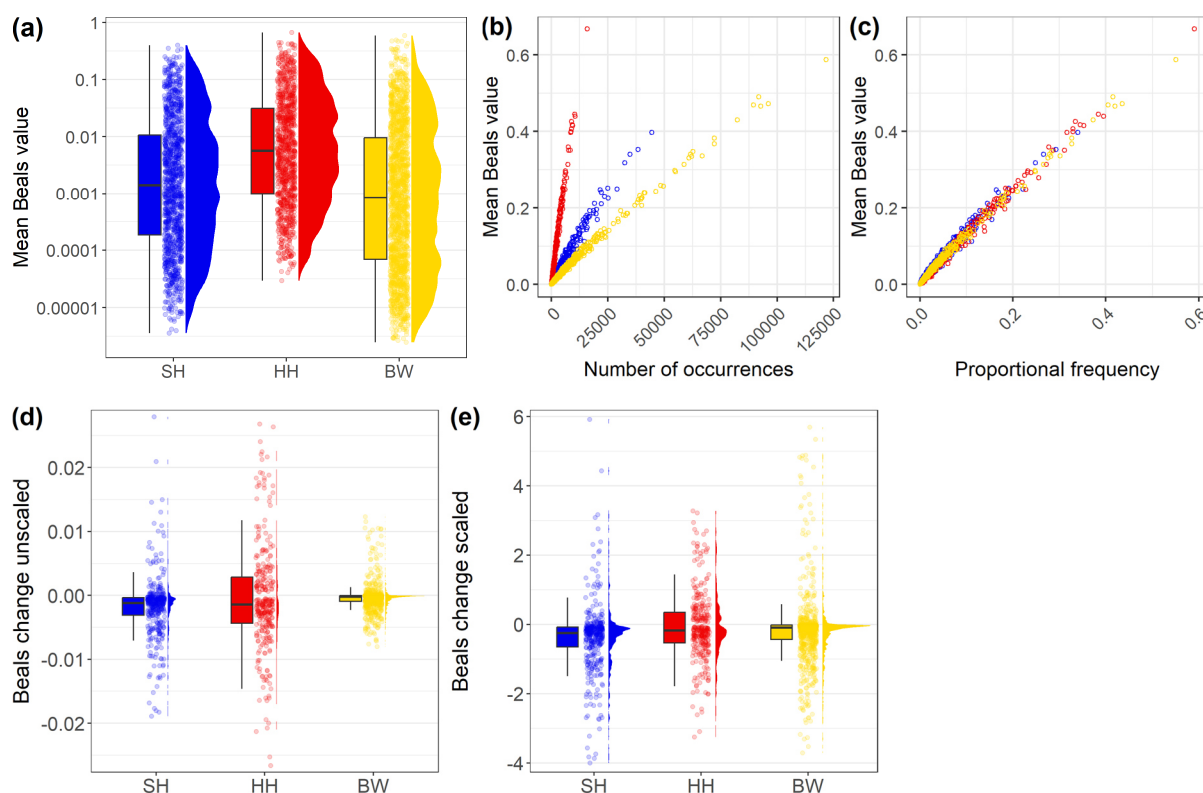 (a)
Mean Beals value
1
0.1
0.01
0.001
0.0001
0.00001
SH HH BW
(b)
Mean Beals value
0.6
0.4
0.2
0.0
0 25000 50000 75000 100000 125000
Number of occurrences
(c)
Mean Beals value
0.6
0.4
0.2
0.0
0.0 0.2 0.4 0.6
Proportional frequency
(d)
Beals change unscaled
0.02
0.01
0.00
-0.01
-0.02
SH HH BW
(e)
Beals change scaled
6
4
2
0
-2
-4
SH HH BW